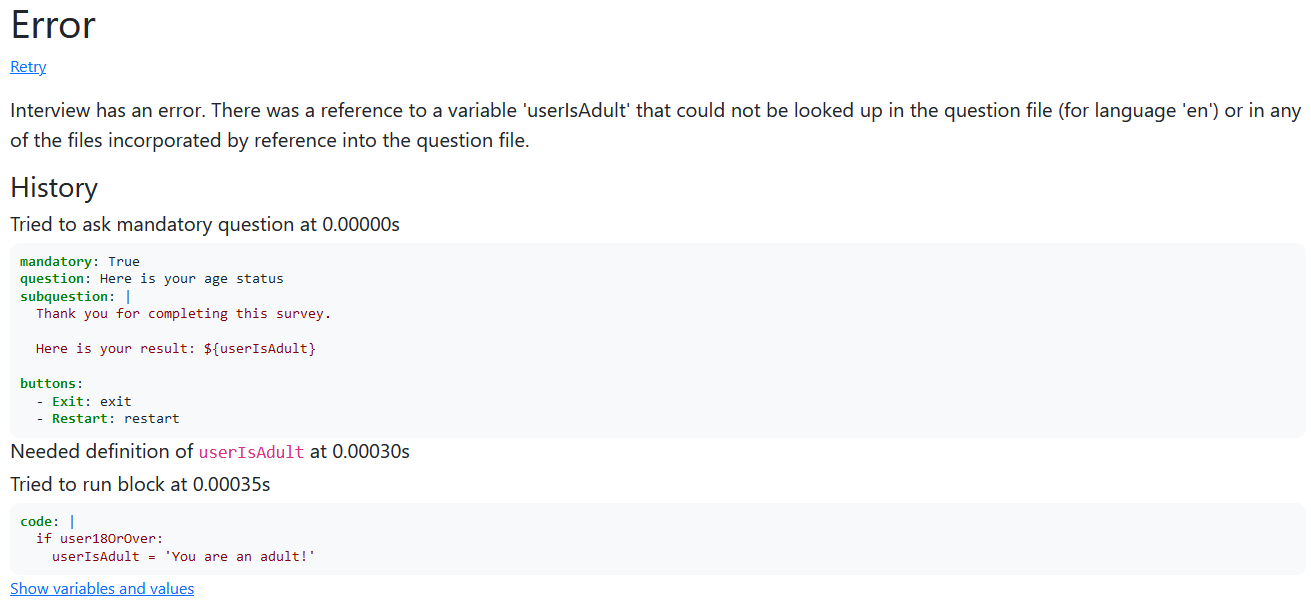 Error
Retry
Interview has an error. There was a reference to a variable 'userIsAdult' that could not be looked up in the question file (for language 'en') or in any
of the files incorporated by reference into the question file.
History
Tried to ask mandatory question at 0.00000s
mandatory: True
question: Here is your age status
subquestion: |
  Thank you for completing this survey.

  Here is your result: ${userIsAdult}

buttons:
  - Exit: exit
  - Restart: restart
Needed definition of userIsAdult at 0.00030s
Tried to run block at 0.00035s
code: |
  if user18OrOver:
    userIsAdult = 'You are an adult!'
Show variables and values